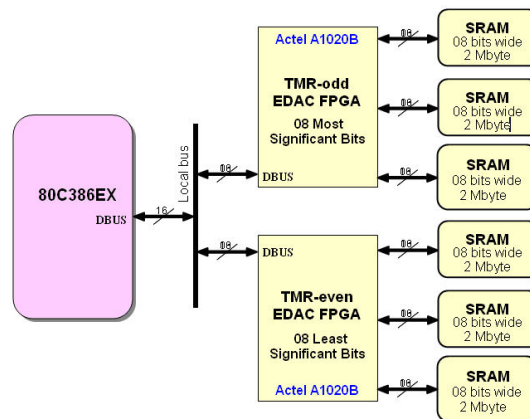 80C386EX
DBUS
16
Local bus
08
08
Actel A1020B
TMR-odd
EDAC FPGA
08 Most
Significant Bits
DBUS
DBUS
TMR-even
EDAC FPGA
08 Least
Significant Bits
Actel A1020B
08
SRAM
08 bits wide
2 Mbyte
08
SRAM
08 bits wide
2 Mbyte
08
SRAM
08 bits wide
2 Mbyte
08
SRAM
08 bits wide
2 Mbyte
08
SRAM
08 bits wide
2 Mbyte
08
SRAM
08 bits wide
2 Mbyte